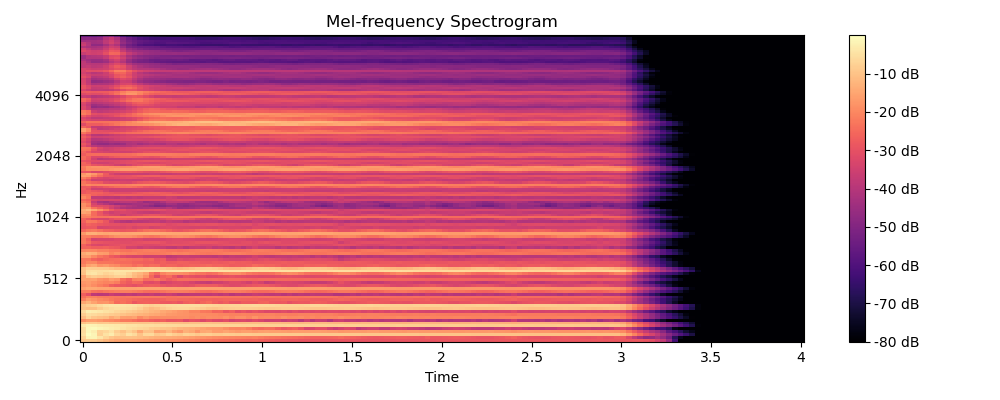 Mel-frequency Spectrogram
Hz
4096
2048
1024
512
0
0
0.5
1
1.5
2
2.5
3
3.5
4
Time
-10 dB
-20 dB
-30 dB
-40 dB
-50 dB
-60 dB
-70 dB
-80 dB